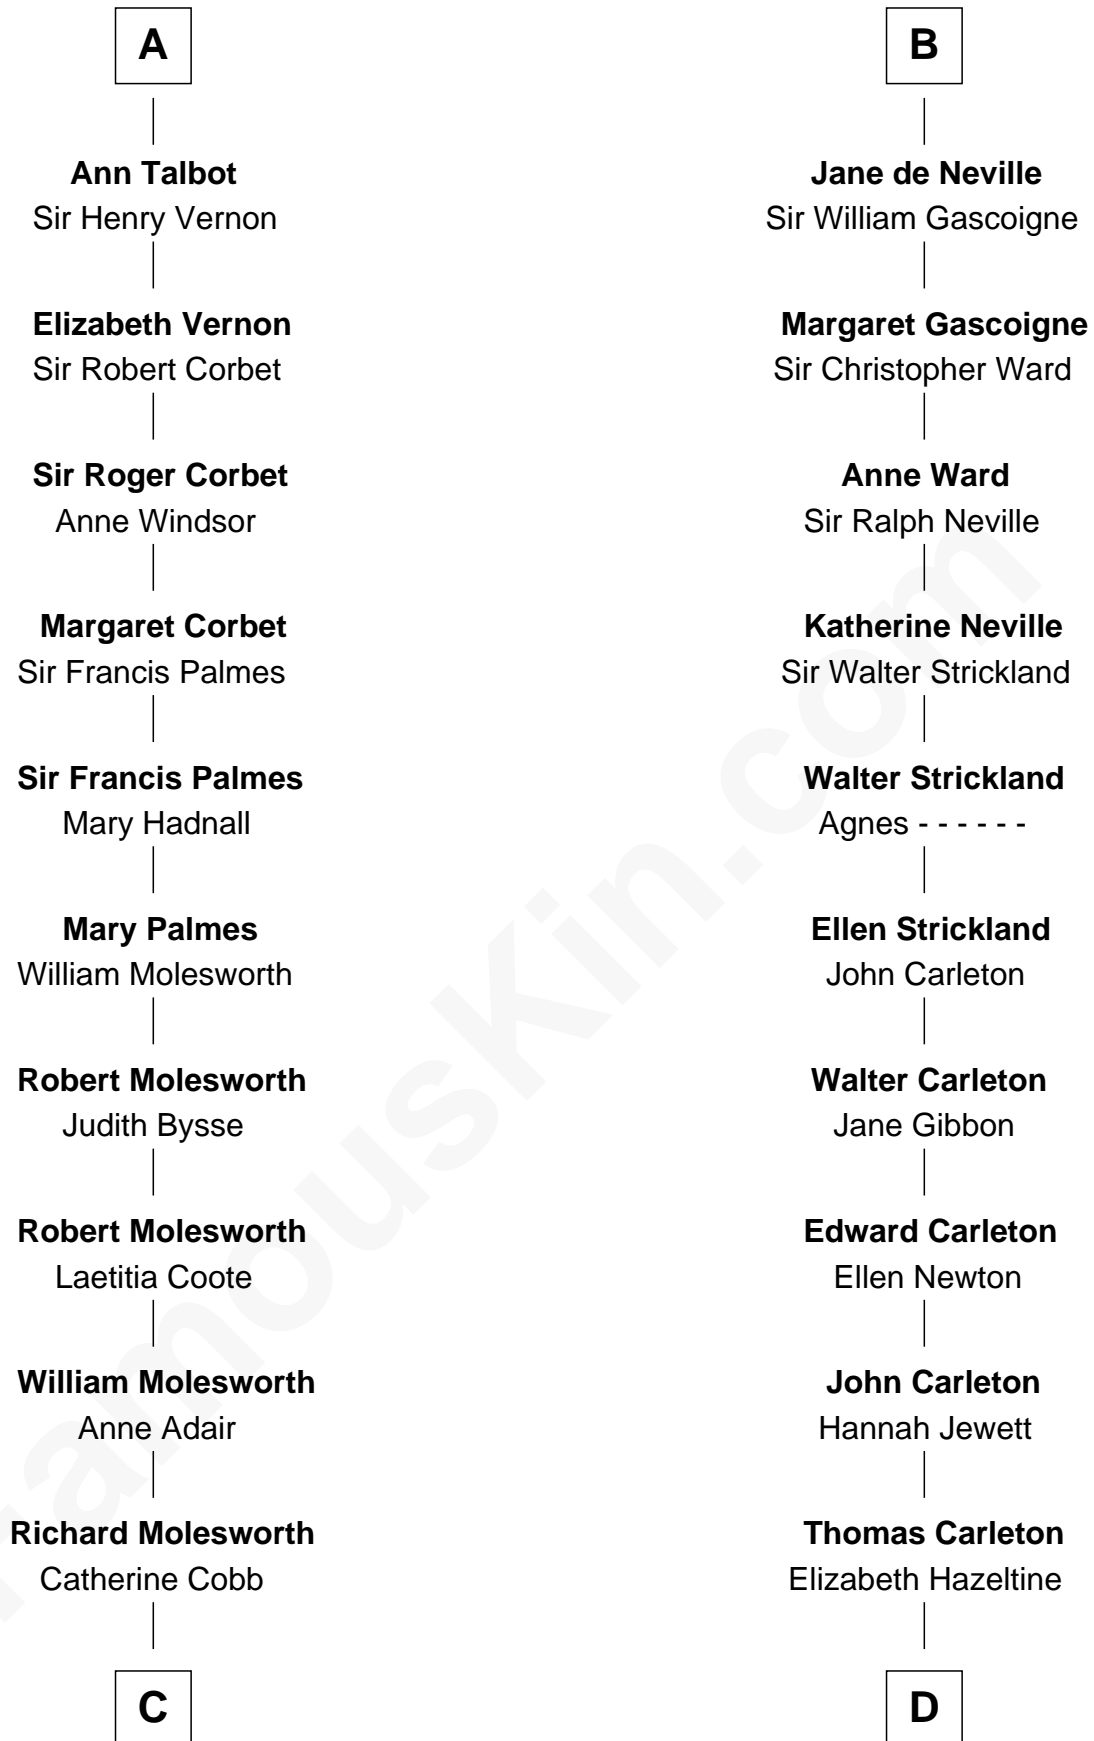 A
Ann Talbot
Sir Henry Vernon
Elizabeth Vernon
Sir Robert Corbet
Sir Roger Corbet
Anne Windsor
Margaret Corbet
Sir Francis Palmes
Sir Francis Palmes
Mary Hadnall
Mary Palmes
William Molesworth
Robert Molesworth
Judith Bysse
Robert Molesworth
Laetitia Coote
William Molesworth
Anne Adair
Richard Molesworth
Catherine Cobb
C
B
Jane de Neville
Sir William Gascoigne
Margaret Gascoigne
Sir Christopher Ward
Anne Ward
Sir Ralph Neville
Katherine Neville
Sir Walter Strickland
Walter Strickland
Agnes - - - - - -
Ellen Strickland
John Carleton
Walter Carleton
Jane Gibbon
Edward Carleton
Ellen Newton
John Carleton
Hannah Jewett
Thomas Carleton
Elizabeth Hazeltine
D
FamousKin.com